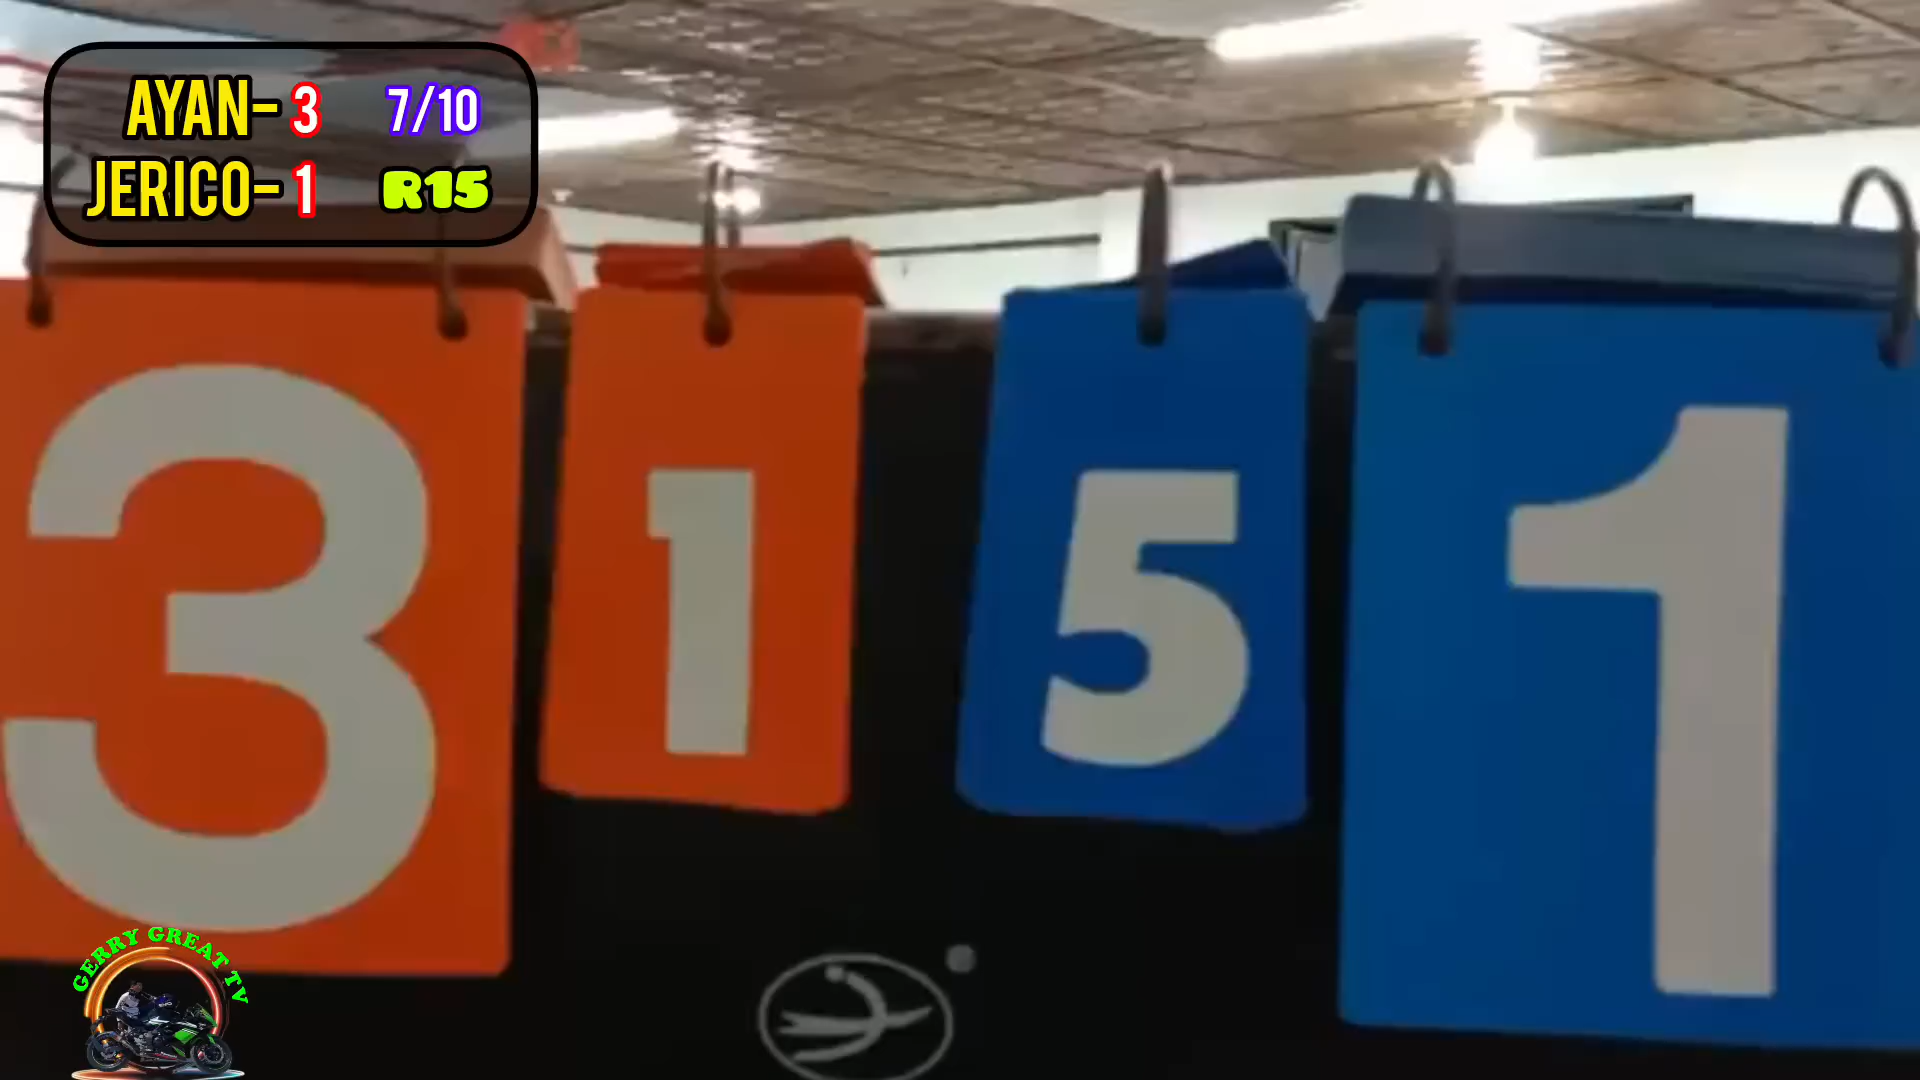 AYAN- 3 7/10
JERICO- 1 R15
3 1 5 1
GERRY GREAT TV